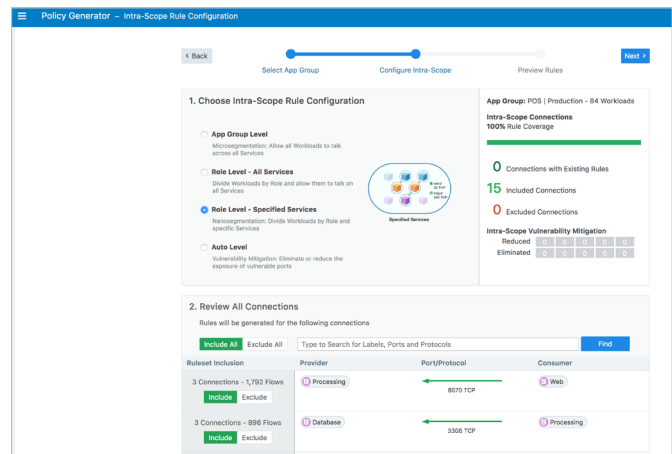 Policy Generator – Intra-Scope Rule Configuration
< Back
Next >
Select App Group
Configure Intra-Scope
Preview Rules
1. Choose Intra-Scope Rule Configuration
App Group Level
Microsegmentation: Allow all Workloads to talk
across all Services
Role Level - All Services
Divide Workloads by Role and allow them to talk on
all Services
Role Level - Specified Services
Nanosegmentation: Divide Workloads by Role and
specific Services
Auto Level
Vulnerability Mitigation: Eliminate or reduce the
exposure of vulnerable ports
22 TCP
Specified Services
App Group: POS | Production - 84 Workloads
Intra-Scope Connections
100% Rule Coverage
0 Connections with Existing Rules
15 Included Connections
0 Excluded Connections
Intra-Scope Vulnerability Mitigation
Reduced 0 0 0 0 0
Eliminated 0 0 0 0 0
2. Review All Connections
Rules will be generated for the following connections
Include All Exclude All
Type to Search for Labels, Ports and Protocols
Find
Ruleset Inclusion Provider Port/Protocol Consumer
3 Connections - 1,792 Flows
Include Exclude
Processing
8070 TCP
Web
3 Connections - 896 Flows
Include Exclude
Database
3306 TCP
Processing